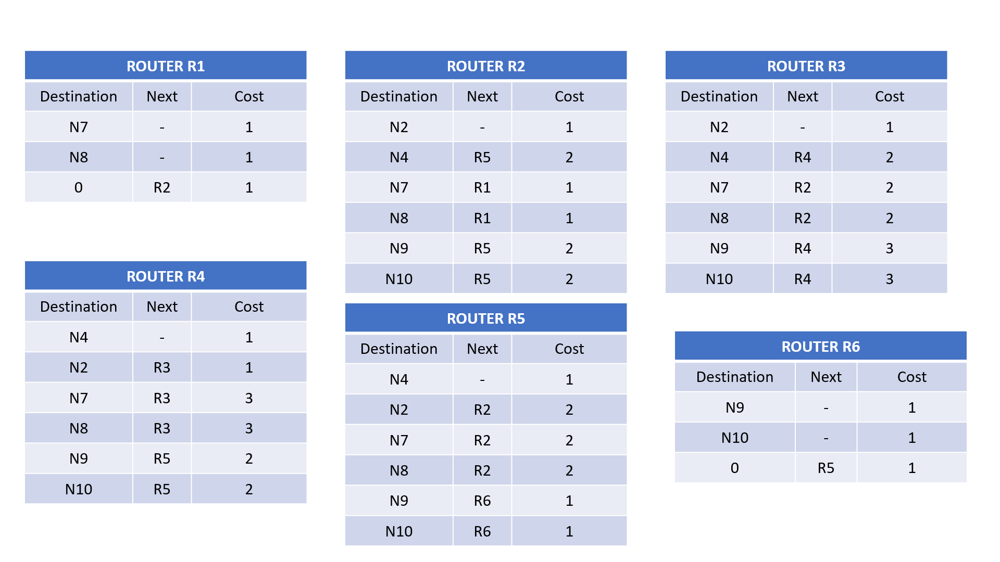 ROUTER R1
Destination Next Cost
N7 - 1
N8 - 1
0 R2 1
ROUTER R2
Destination Next Cost
N2 - 1
N4 R5 2
N7 R1 1
N8 R1 1
N9 R5 2
N10 R5 2
ROUTER R3
Destination Next Cost
N2 - 1
N4 R4 2
N7 R2 2
N8 R2 2
N9 R4 3
N10 R4 3
ROUTER R4
Destination Next Cost
N4 - 1
N2 R3 1
N7 R3 3
N8 R3 3
N9 R5 2
N10 R5 2
ROUTER R5
Destination Next Cost
N4 - 1
N2 R2 2
N7 R2 2
N8 R2 2
N9 R6 1
N10 R6 1
ROUTER R6
Destination Next Cost
N9 - 1
N10 - 1
0 R5 1